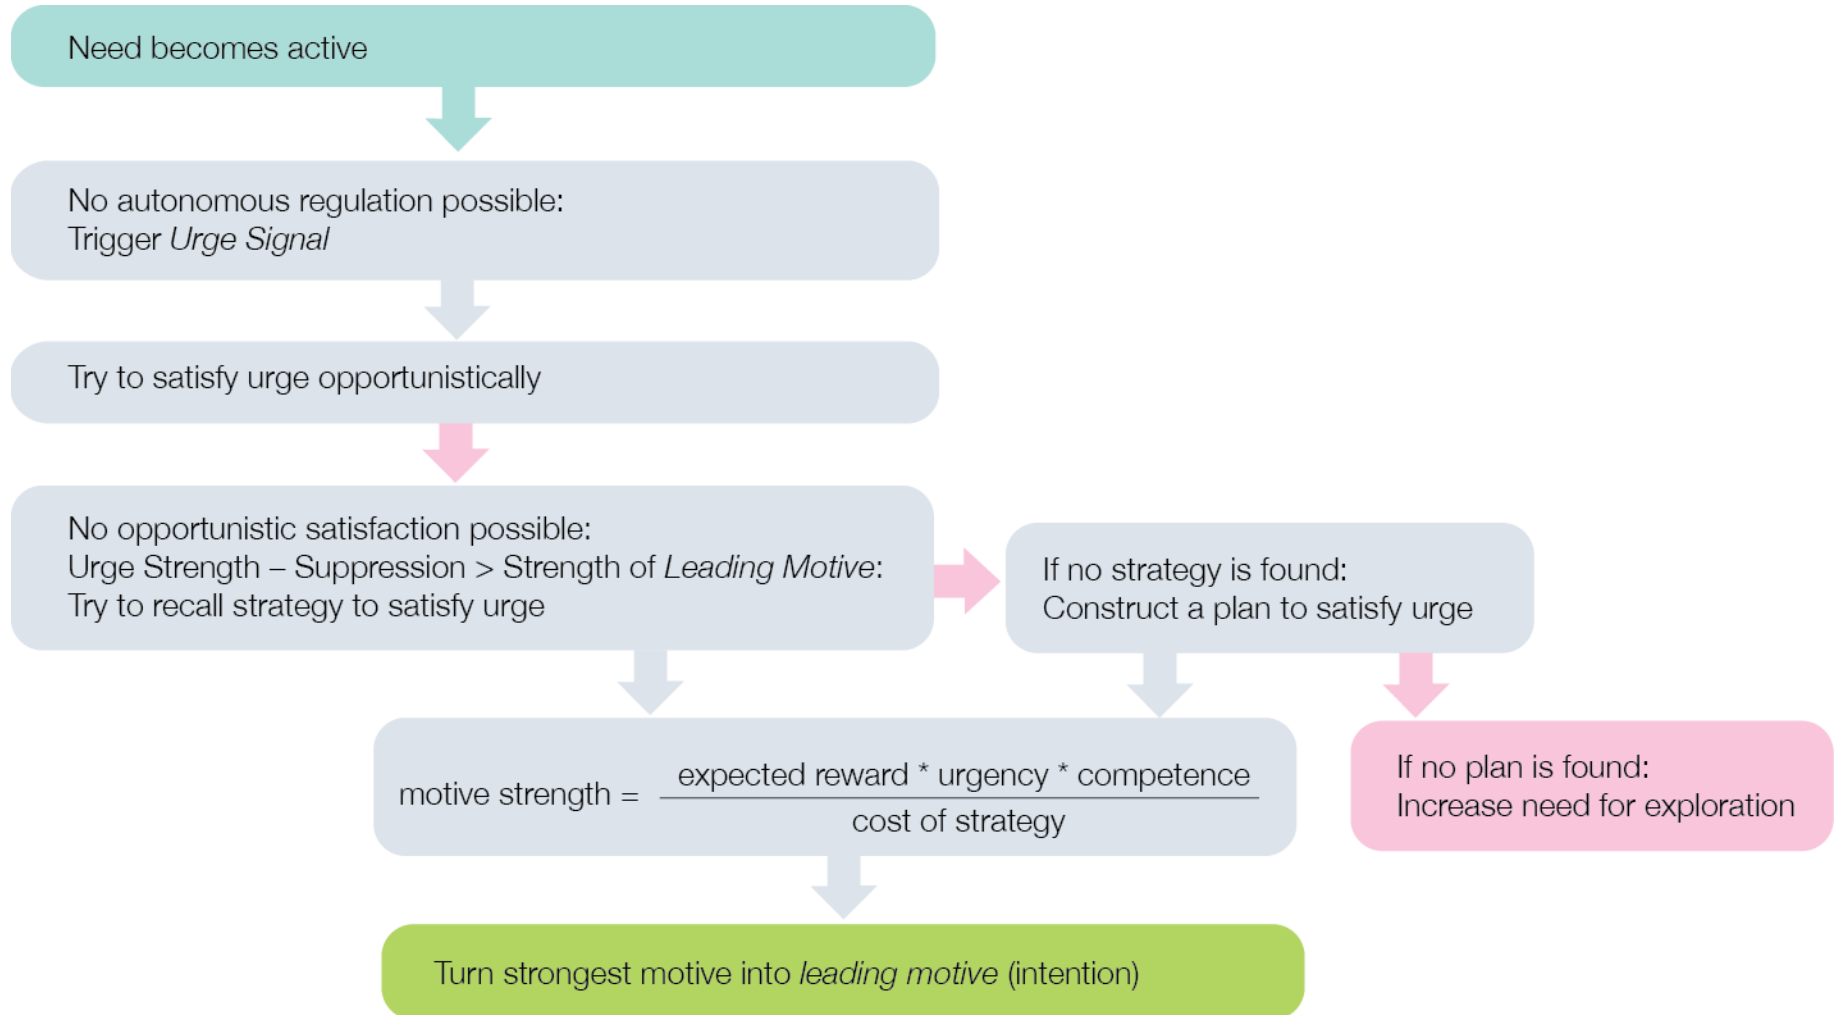 Need becomes active
No autonomous regulation possible:
Trigger Urge Signal
Try to satisfy urge opportunistically
No opportunistic satisfaction possible:
Urge Strength – Suppression > Strength of Leading Motive:
Try to recall strategy to satisfy urge
If no strategy is found:
Construct a plan to satisfy urge
motive strength = expected reward * urgency * competence
cost of strategy
If no plan is found:
Increase need for exploration
Turn strongest motive into leading motive (intention)